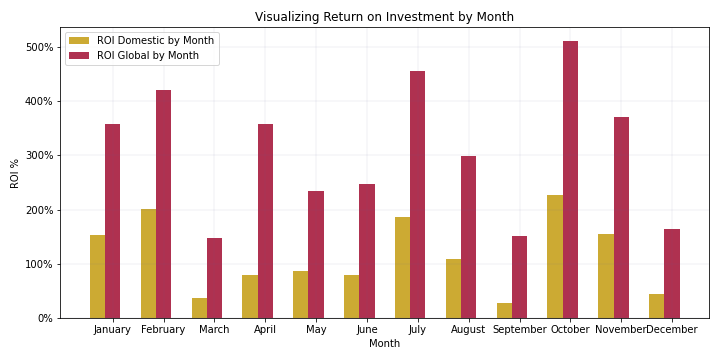 Visualizing Return on Investment by Month
ROI Domestic by Month
ROI Global by Month
ROI %
500%
400%
300%
200%
100%
0%
January February March April May June July August September October November December
Month